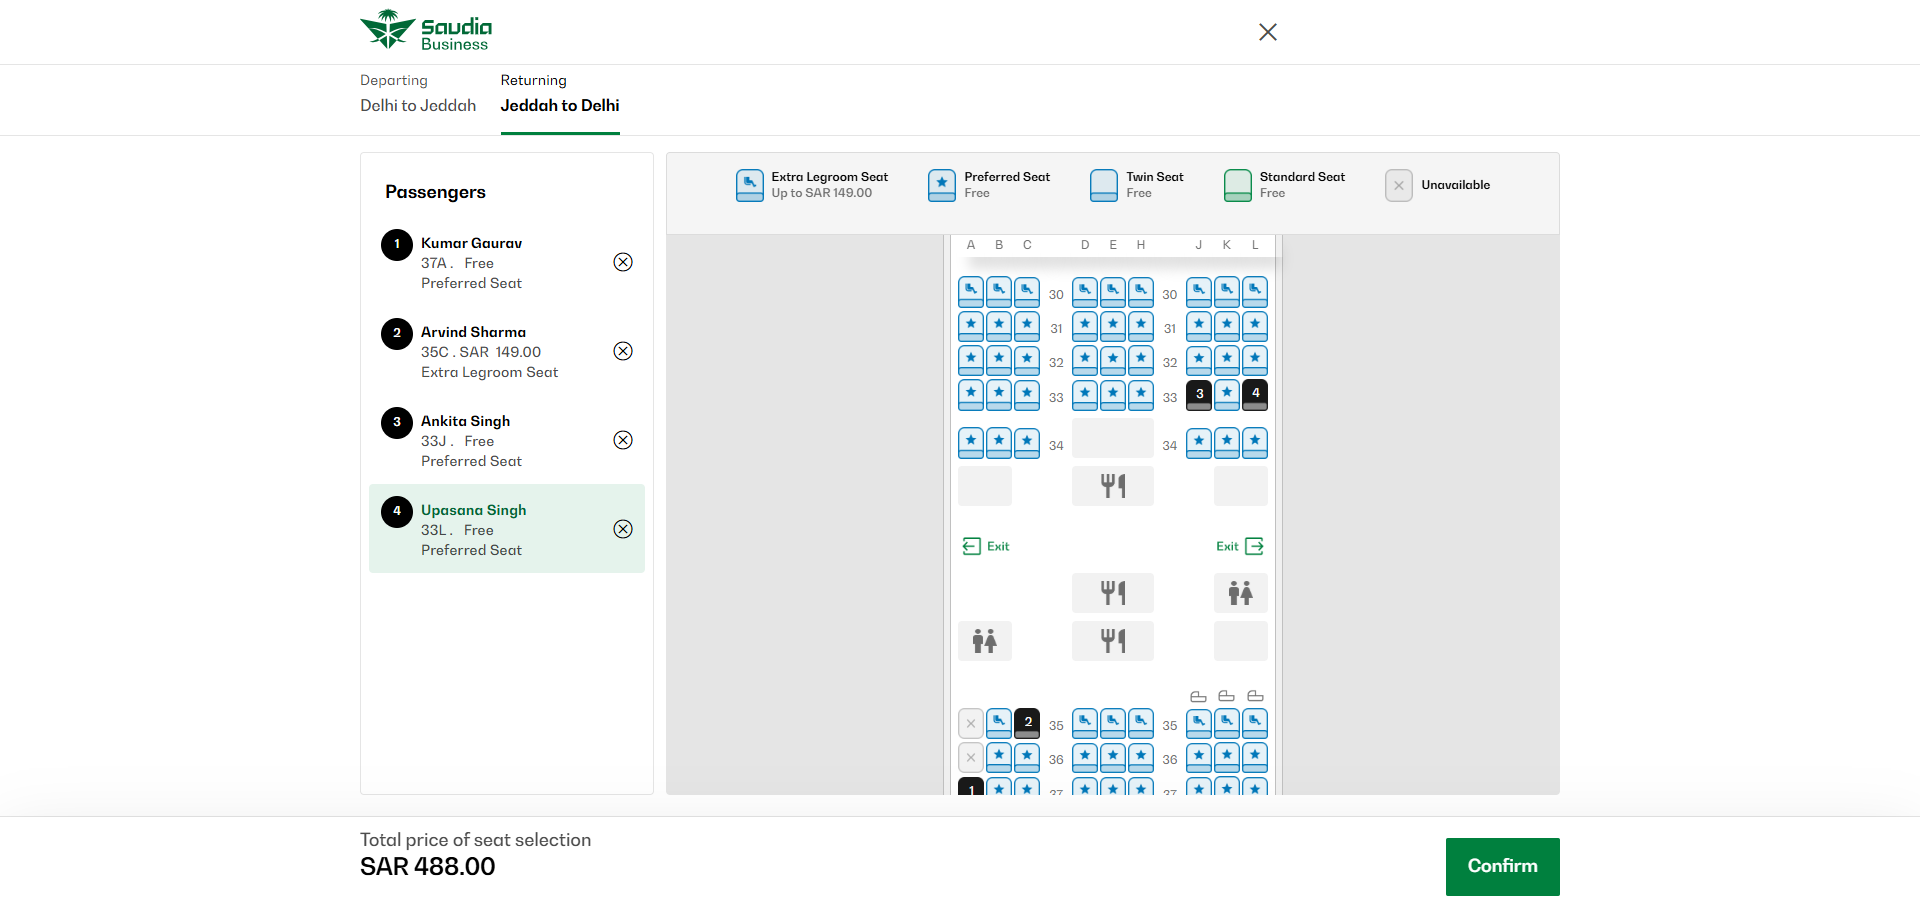 Saudia
Business
Departing
Delhi to Jeddah
Returning
Jeddah to Delhi
Passengers
1
Kumar Gaurav
37A . Free
Preferred Seat
2
Arvind Sharma
35C . SAR 149.00
Extra Legroom Seat
3
Ankita Singh
33J . Free
Preferred Seat
4
Upasana Singh
33L . Free
Preferred Seat
Extra Legroom Seat
Up to SAR 149.00
Preferred Seat
Free
Twin Seat
Free
Standard Seat
Free
Unavailable
A B C D E H J K L
30 30
31 31
32 32
33 33 3 4
34 34
Exit Exit
2 35 35
36 36
1 37 37
Total price of seat selection
SAR 488.00
Confirm